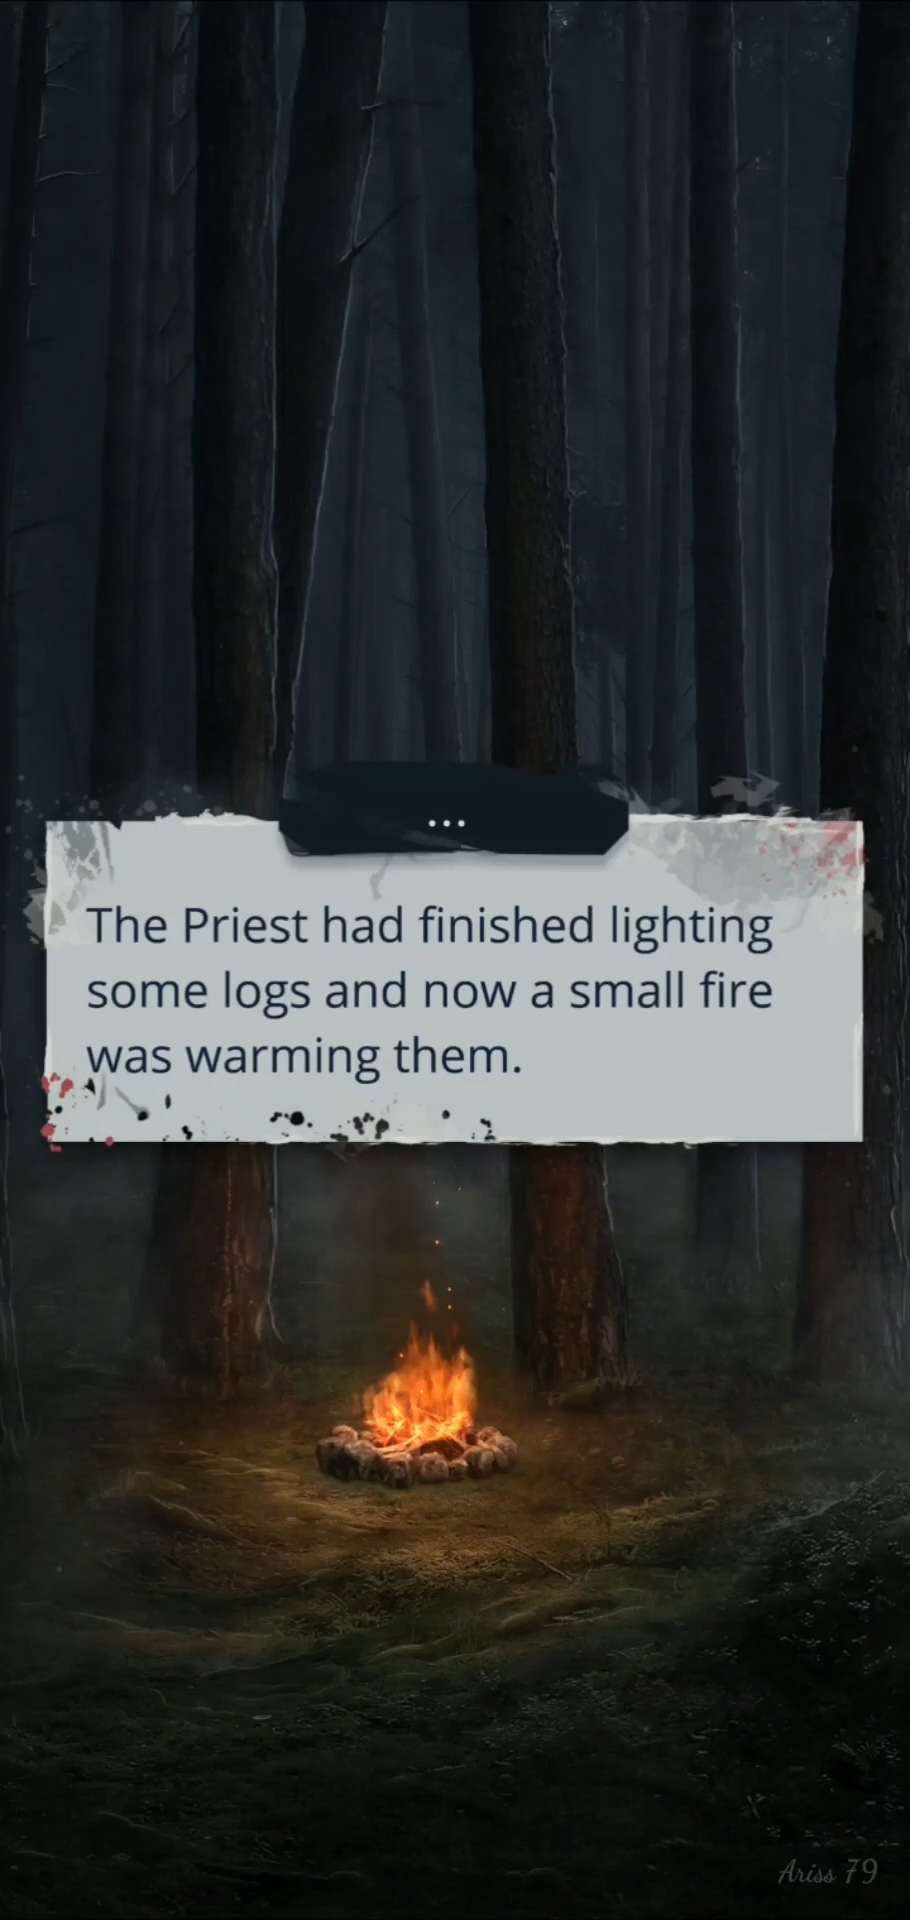 ...
The Priest had finished lighting
some logs and now a small fire
was warming them.
Ariss 79